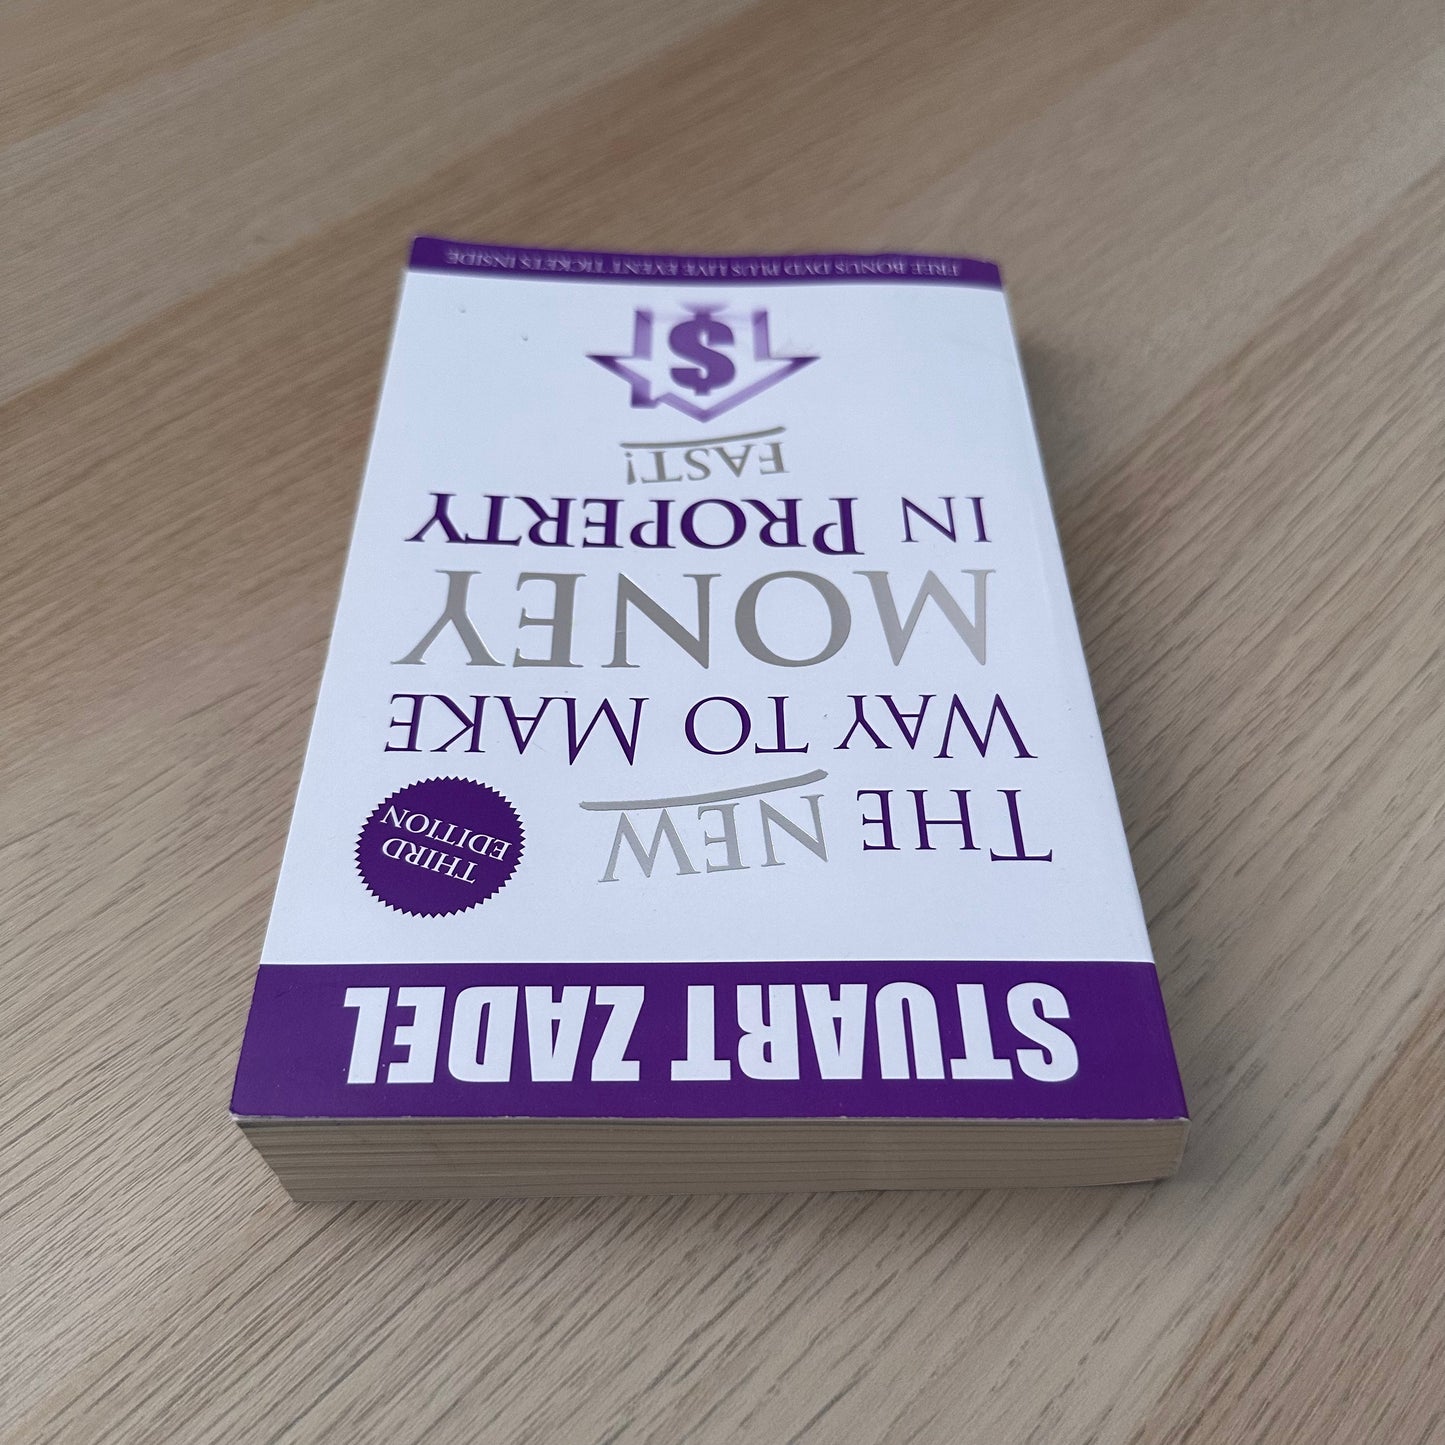 STUART ZADEL
THE NEW
WAY TO MAKE
MONEY
IN PROPERTY
FAST!
THIRD
EDITION
$
FREE BONUS DVD PLUS LIVE EVENT TICKETS INSIDE